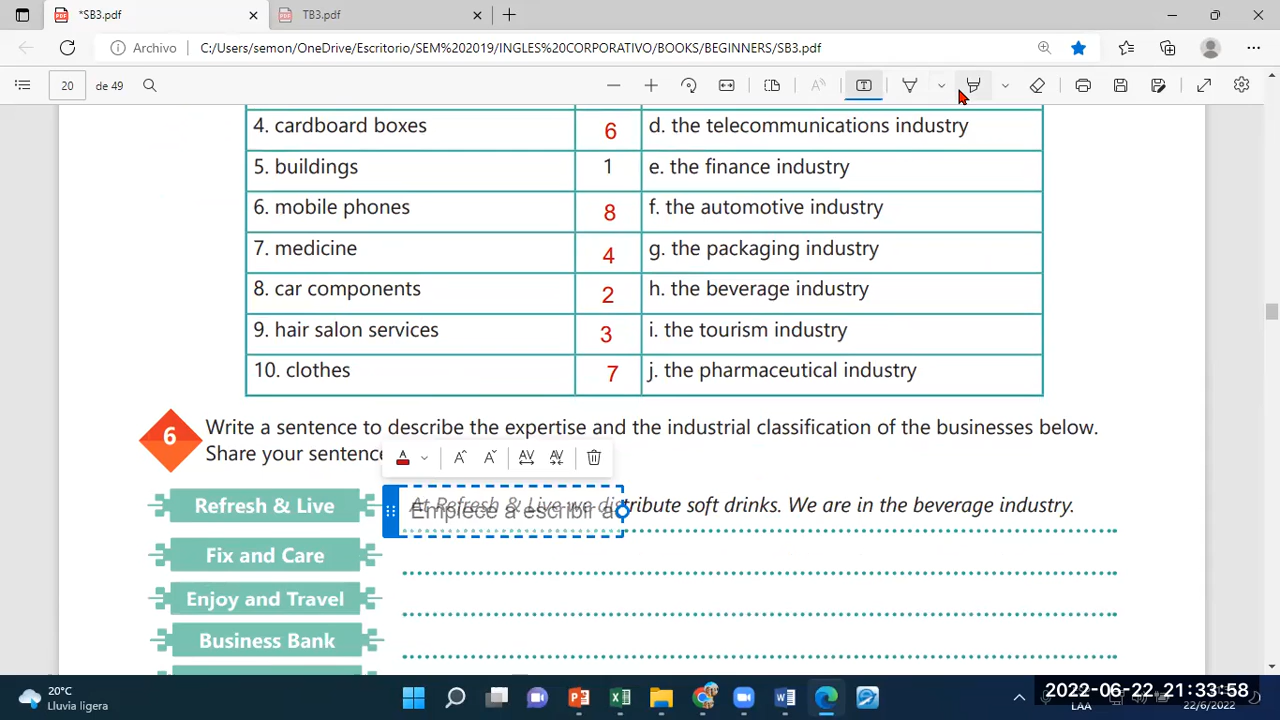 *SB3.pdf
TB3.pdf
Archivo
C:/Users/semon/OneDrive/Escritorio/SEM%202019/INGLES%20CORPORATIVO/BOOKS/BEGINNERS/SB3.pdf
20 de 49
4. cardboard boxes 6 d. the telecommunications industry
5. buildings 1 e. the finance industry
6. mobile phones 8 f. the automotive industry
7. medicine 4 g. the packaging industry
8. car components 2 h. the beverage industry
9. hair salon services 3 i. the tourism industry
10. clothes 7 j. the pharmaceutical industry
6 Write a sentence to describe the expertise and the industrial classification of the businesses below.
Share your sentence
Refresh & Live At Refresh & Live we distribute soft drinks. We are in the beverage industry.
Empiece a escribir a
Fix and Care
Enjoy and Travel
Business Bank
20°C
Lluvia ligera
2022-06-22 21:33:58
LAA
22/6/2022